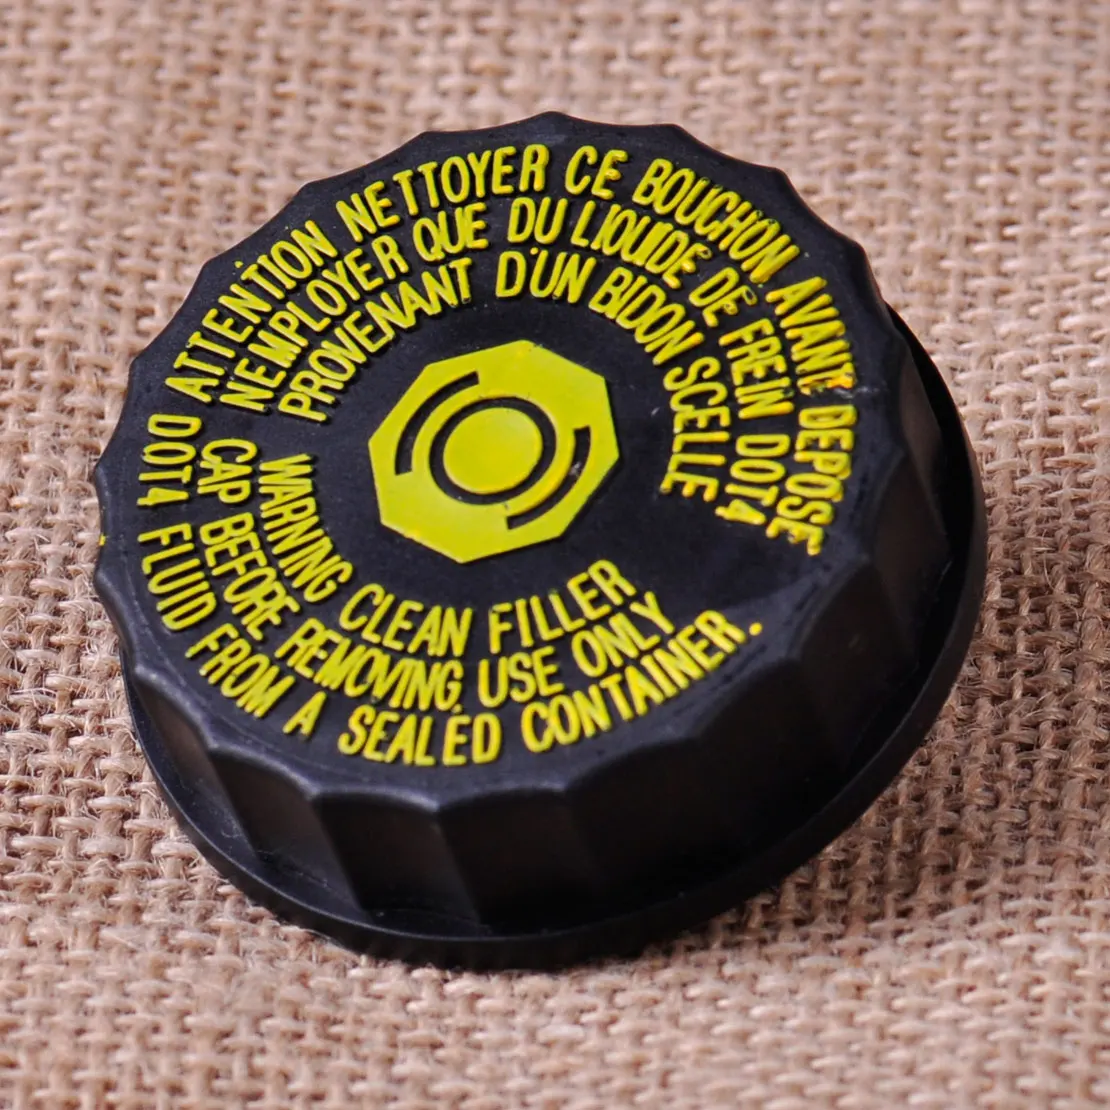 ATTENTION NETTOYER CE BOUCHON AVANT DEPOSE
NEMPLOYER QUE DU LIQUIDE DE FREIN DOT4
PROVENANT D'UN BIDON SCELLE
WARNING CLEAN FILLER
CAP BEFORE REMOVING. USE ONLY
DOT4 FLUID FROM A SEALED CONTAINER.